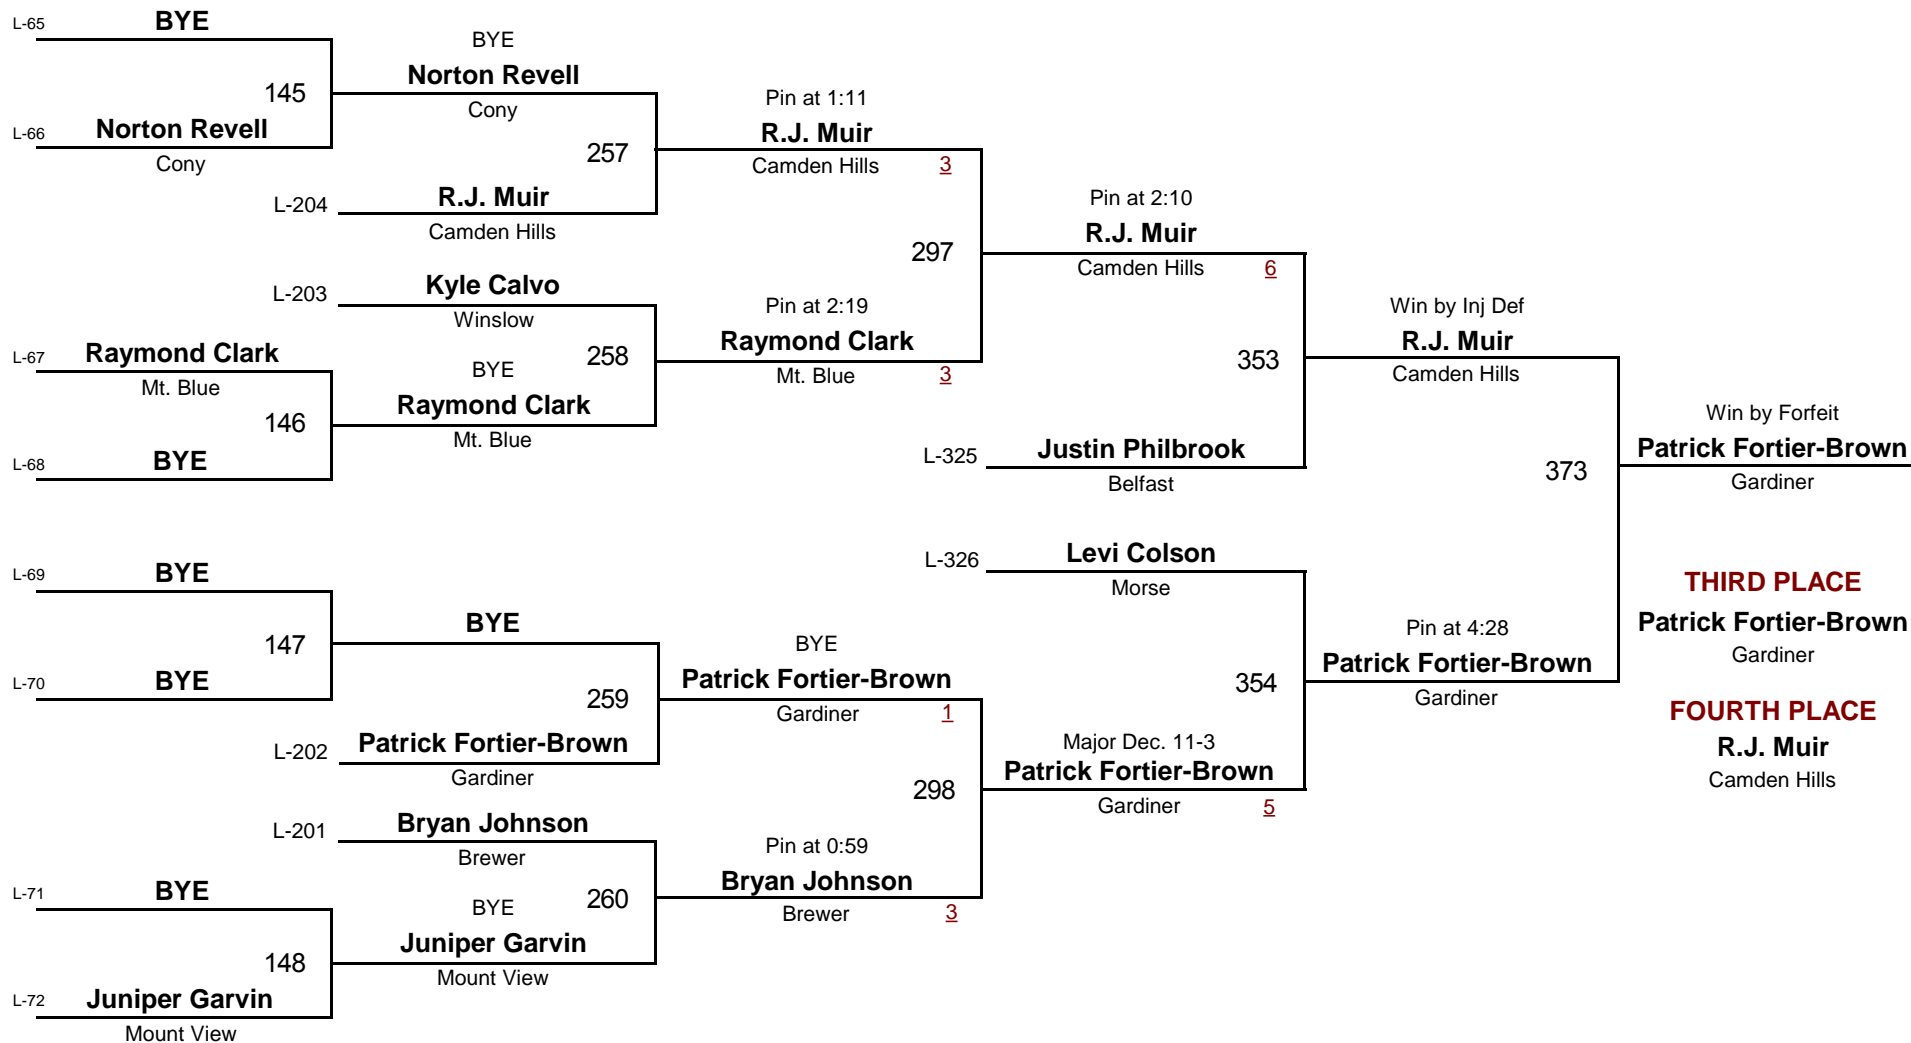 L-65 BYE
145
L-66 Norton Revell
Cony
BYE
Norton Revell
Cony
257
L-204 R.J. Muir
Camden Hills
Pin at 1:11
R.J. Muir
Camden Hills 3
L-203 Kyle Calvo
Winslow
L-67 Raymond Clark
Mt. Blue
146
L-68 BYE
BYE
Raymond Clark
Mt. Blue
258
Pin at 2:19
Raymond Clark
Mt. Blue 3
297
Pin at 2:10
R.J. Muir
Camden Hills 6
353
L-325 Justin Philbrook
Belfast
Win by Inj Def
R.J. Muir
Camden Hills
373
L-69 BYE
147
L-70 BYE
BYE
259
L-202 Patrick Fortier-Brown
Gardiner
BYE
Patrick Fortier-Brown
Gardiner 1
L-201 Bryan Johnson
Brewer
L-71 BYE
148
L-72 Juniper Garvin
Mount View
BYE
Juniper Garvin
Mount View
260
Pin at 0:59
Bryan Johnson
Brewer 3
298
L-326 Levi Colson
Morse
354
Major Dec. 11-3
Patrick Fortier-Brown
Gardiner 5
Pin at 4:28
Patrick Fortier-Brown
Gardiner
Win by Forfeit
Patrick Fortier-Brown
Gardiner
THIRD PLACE
Patrick Fortier-Brown
Gardiner
FOURTH PLACE
R.J. Muir
Camden Hills